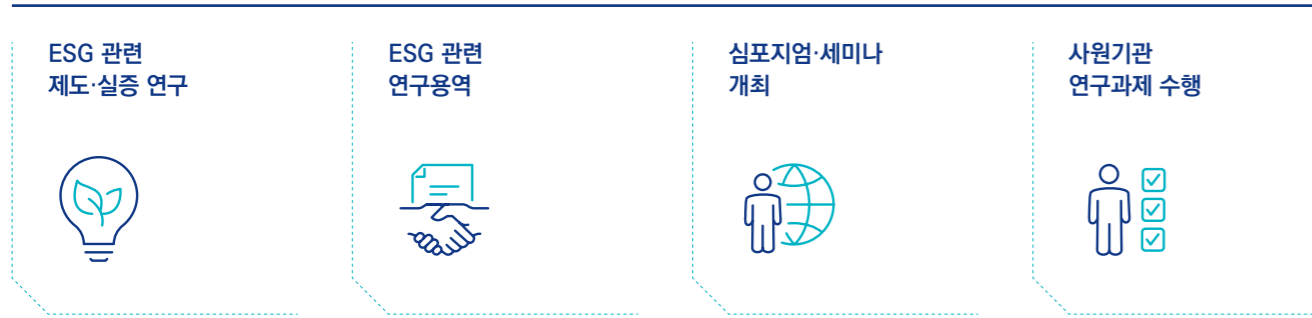 ESG 관련
제도·실증 연구
ESG 관련
연구용역
심포지엄·세미나
개최
사원기관
연구과제 수행